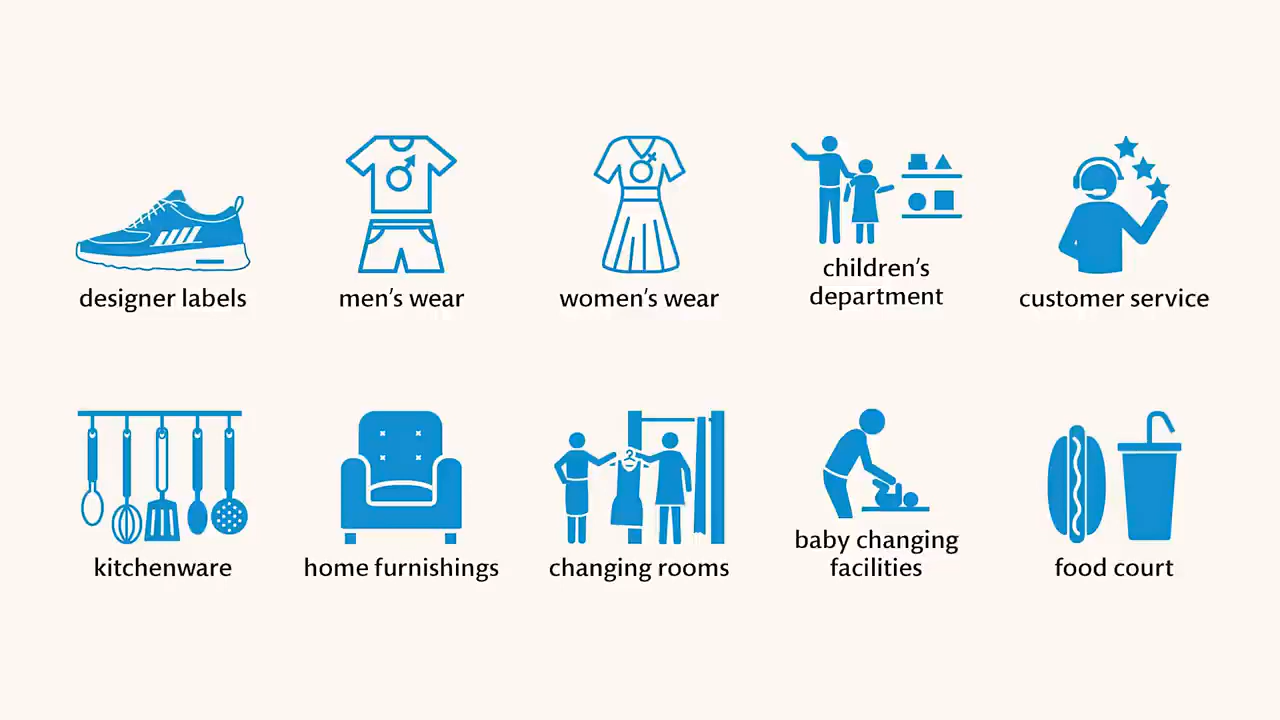 designer labels
men's wear
women's wear
children's
department
customer service
kitchenware
home furnishings
changing rooms
baby changing
facilities
food court